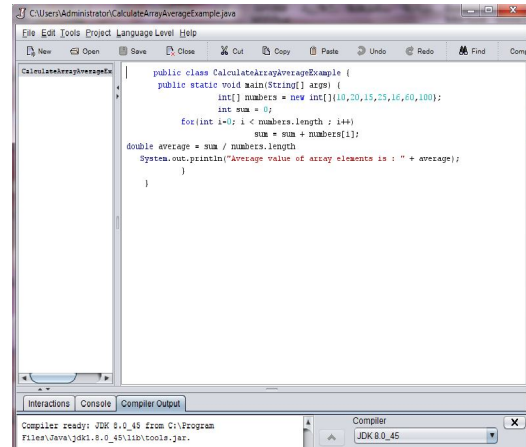 C:\Users\Administrator\CalculateArrayAverageExample.java
File Edit Tools Project Language Level Help
New Open Save Close Cut Copy Paste Undo Redo Find Comp
CalculateArrayAverageEx
public class CalculateArrayAverageExample {
public static void main(String[] args) {
int[] numbers = new int[]{10,20,15,25,16,60,100};
int sum = 0;
for(int i=0; i < numbers.length ; i++)
sum = sum + numbers[i];
double average = sum / numbers.length
System.out.println("Average value of array elements is : " + average);
}
}
Interactions Console Compiler Output
Compiler ready: JDK 8.0_45 from C:\Program
Files\Java\jdk1.8.0_45\lib\tools.jar.
Compiler
JDK 8.0_45